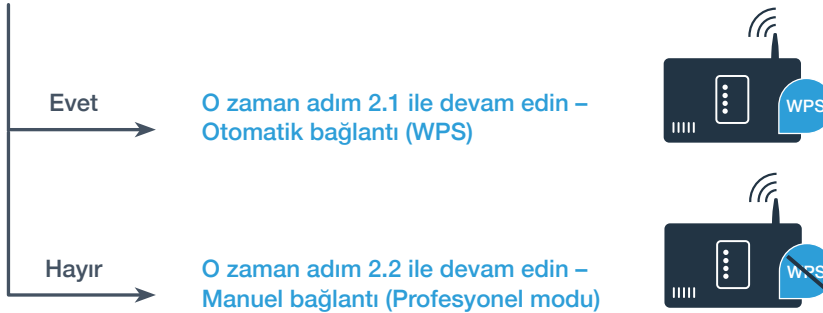 Evet
O zaman adım 2.1 ile devam edin –
Otomatik bağlantı (WPS)
WPS
Hayır
O zaman adım 2.2 ile devam edin –
Manuel bağlantı (Profesyonel modu)
WPS